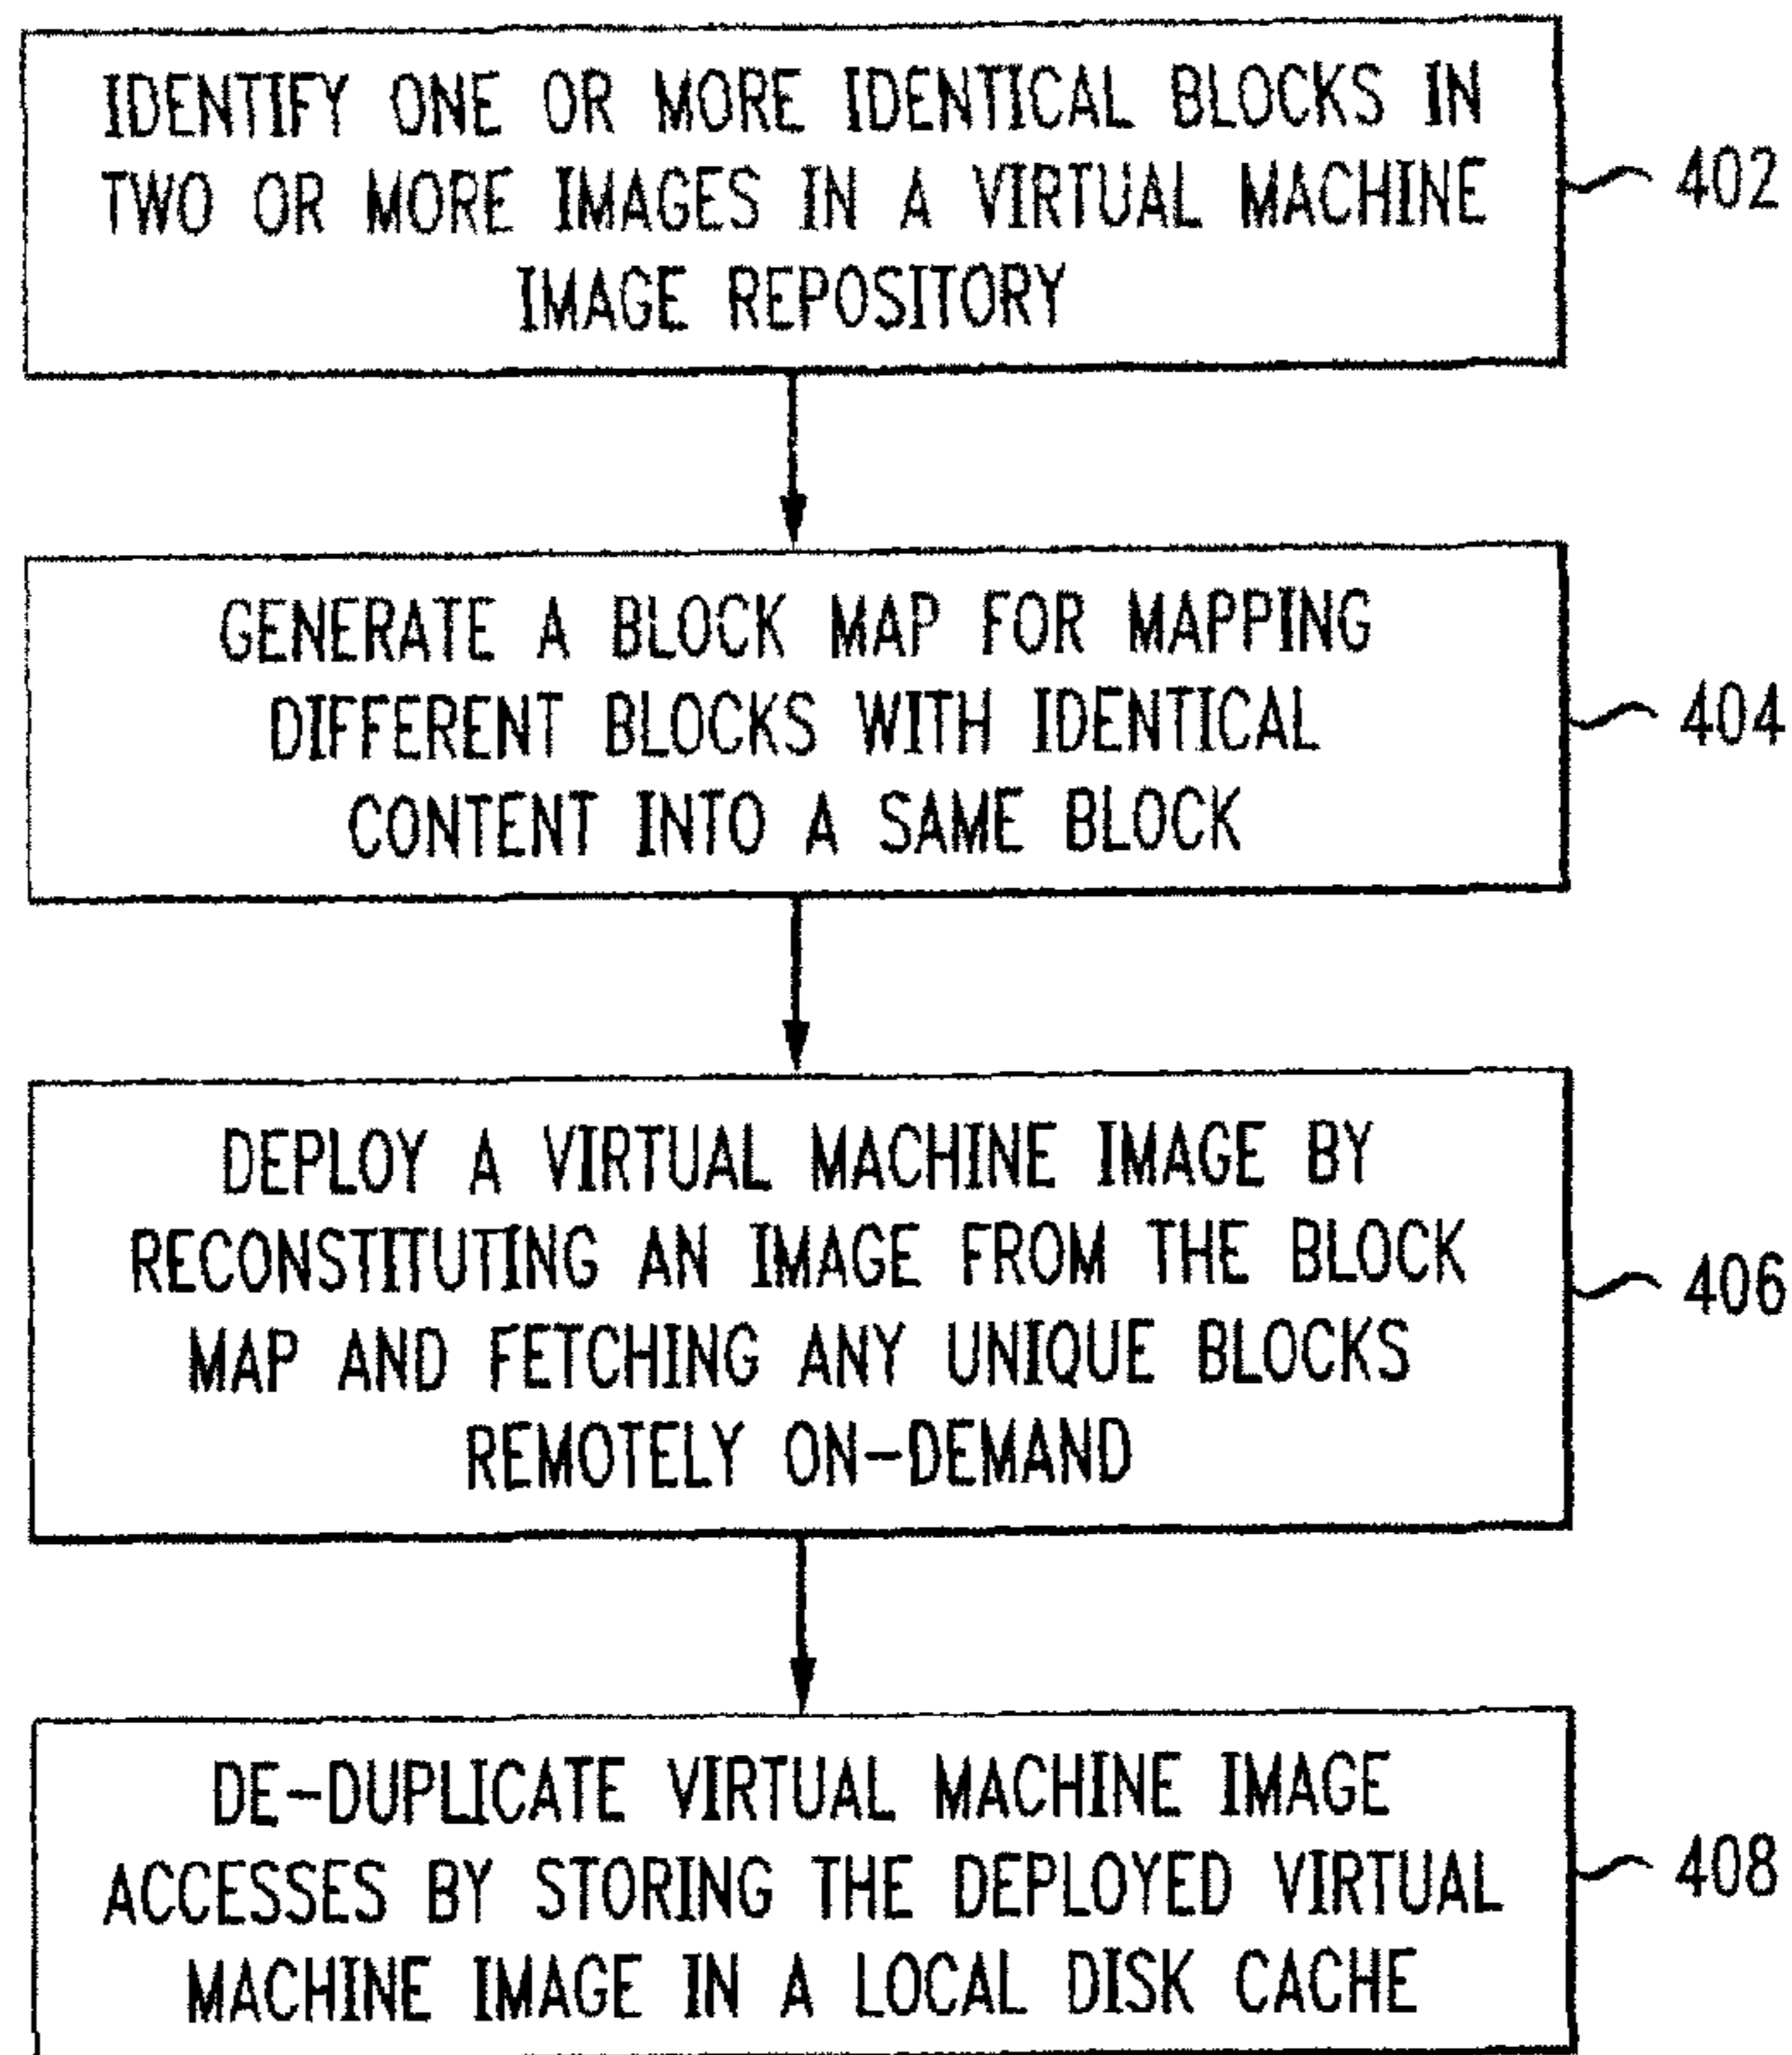 IDENTIFY ONE OR MORE IDENTICAL BLOCKS IN
TWO OR MORE IMAGES IN A VIRTUAL MACHINE
IMAGE REPOSITORY
402
GENERATE A BLOCK MAP FOR MAPPING
DIFFERENT BLOCKS WITH IDENTICAL
CONTENT INTO A SAME BLOCK
404
DEPLOY A VIRTUAL MACHINE IMAGE BY
RECONSTITUTING AN IMAGE FROM THE BLOCK
MAP AND FETCHING ANY UNIQUE BLOCKS
REMOTELY ON-DEMAND
406
DE-DUPLICATE VIRTUAL MACHINE IMAGE
ACCESSES BY STORING THE DEPLOYED VIRTUAL
MACHINE IMAGE IN A LOCAL DISK CACHE
408